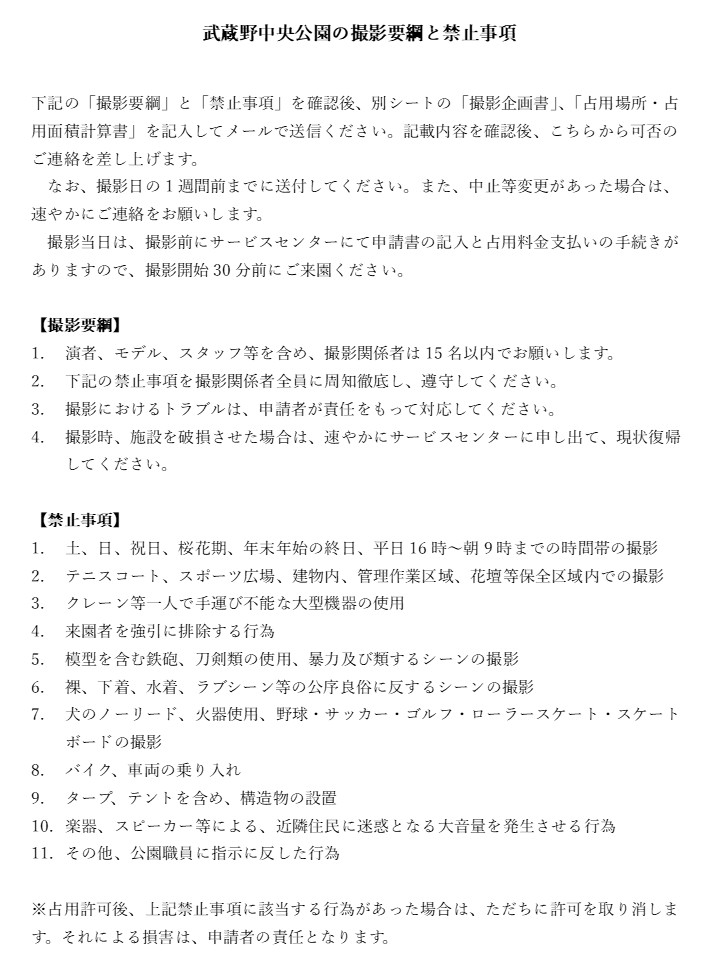 武蔵野中央公園の撮影要綱と禁止事項
下記の「撮影要綱」と「禁止事項」を確認後、別シートの「撮影企画書」、「占用場所・占
用面積計算書」を記入してメールで送信ください。記載内容を確認後、こちらから可否の
ご連絡を差し上げます。
なお、撮影日の1週間前までに送付してください。また、中止等変更があった場合は、
速やかにご連絡をお願いします。
撮影当日は、撮影前にサービスセンターにて申請書の記入と占用料金支払いの手続きが
ありますので、撮影開始30分前にご来園ください。
【撮影要綱】
1. 演者、モデル、スタッフ等を含め、撮影関係者は15名以内でお願いします。
2. 下記の禁止事項を撮影関係者全員に周知徹底し、遵守してください。
3. 撮影におけるトラブルは、申請者が責任をもって対応してください。
4. 撮影時、施設を破損させた場合は、速やかにサービスセンターに申し出て、現状復帰
してください。
【禁止事項】
1. 土、日、祝日、桜花期、年末年始の終日、平日16時〜朝9時までの時間帯の撮影
2. テニスコート、スポーツ広場、建物内、管理作業区域、花壇等保全区域内での撮影
3. クレーン等一人で手運び不能な大型機器の使用
4. 来園者を強引に排除する行為
5. 模型を含む鉄砲、刀剣類の使用、暴力及び類するシーンの撮影
6. 裸、下着、水着、ラブシーン等の公序良俗に反するシーンの撮影
7. 犬のノーリード、火器使用、野球・サッカー・ゴルフ・ローラースケート・スケート
ボードの撮影
8. バイク、車両の乗り入れ
9. タープ、テントを含め、構造物の設置
10. 楽器、スピーカー等による、近隣住民に迷惑となる大音量を発生させる行為
11. その他、公園職員に指示に反した行為
※占用許可後、上記禁止事項に該当する行為があった場合は、ただちに許可を取り消しま
す。それによる損害は、申請者の責任となります。